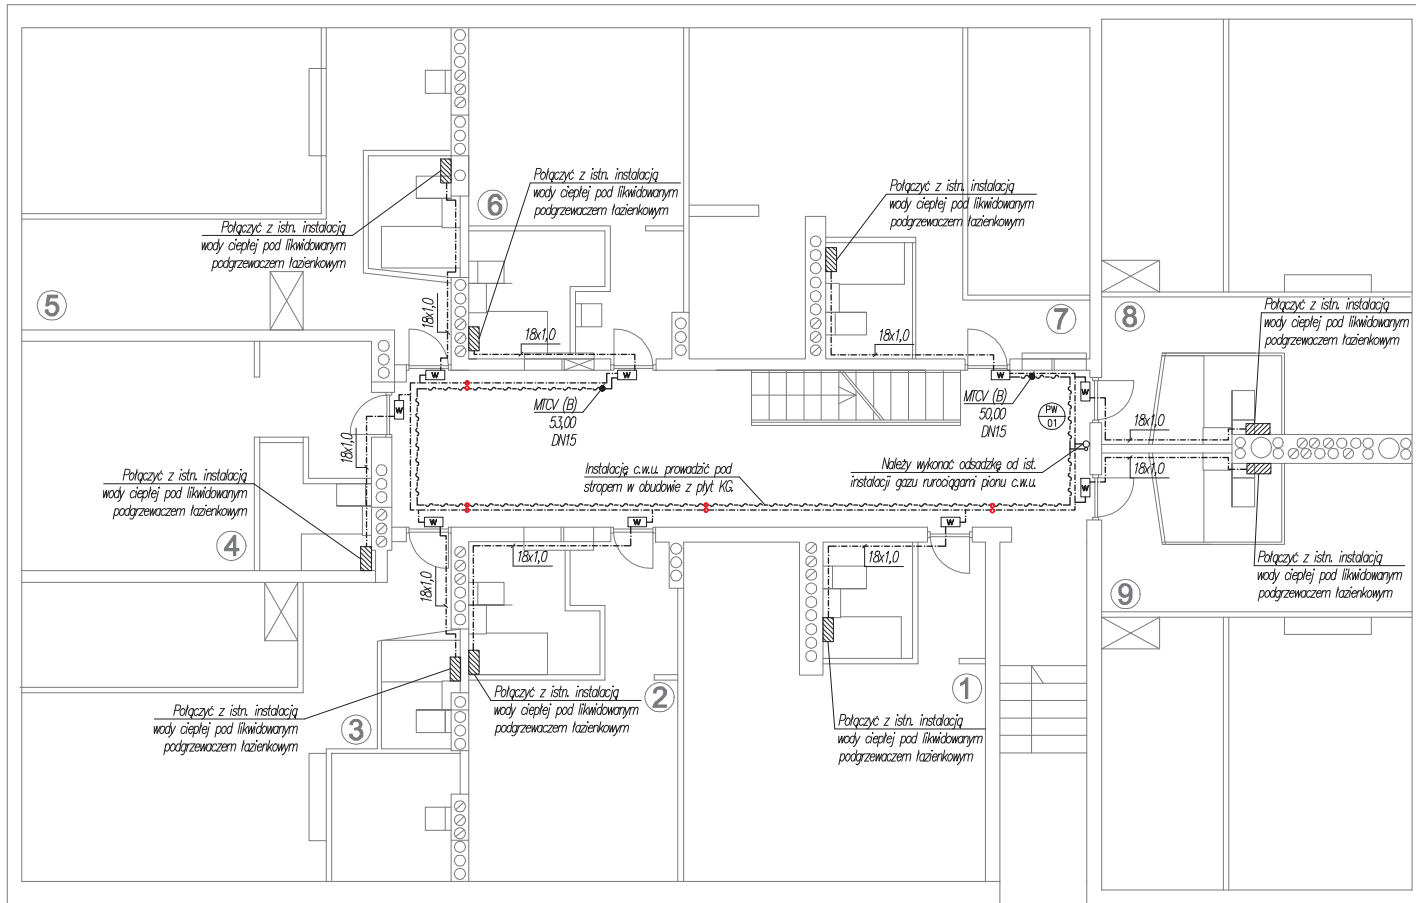 Połączyć z istn. instalacją
wody ciepłej pod likwidowanym
podgrzewaczem łazienkowym
6
Połączyć z istn. instalacją
wody ciepłej pod likwidowanym
podgrzewaczem łazienkowym
Połączyć z istn. instalacją
wody ciepłej pod likwidowanym
podgrzewaczem łazienkowym
5
18x1,0
18x1,0
18x1,0
7
8
Połączyć z istn. instalacją
wody ciepłej pod likwidowanym
podgrzewaczem łazienkowym
W
W
W
W
W
MTCV (B)
53,00
DN15
MTCV (B)
50,00
DN15
PW
01
18x1,0
18x1,0
18x1,0
Instalację c.w.u. prowadzić pod
stropem w obudowie z płyt KG.
Należy wykonać odsadzkę od ist.
instalacji gazu rurociągami pionu c.w.u.
Połączyć z istn. instalacją
wody ciepłej pod likwidowanym
podgrzewaczem łazienkowym
W
W
W
W
4
18x1,0
18x1,0
18x1,0
Połączyć z istn. instalacją
wody ciepłej pod likwidowanym
podgrzewaczem łazienkowym
9
Połączyć z istn. instalacją
wody ciepłej pod likwidowanym
podgrzewaczem łazienkowym
3
Połączyć z istn. instalacją
wody ciepłej pod likwidowanym
podgrzewaczem łazienkowym
2
Połączyć z istn. instalacją
wody ciepłej pod likwidowanym
podgrzewaczem łazienkowym
1